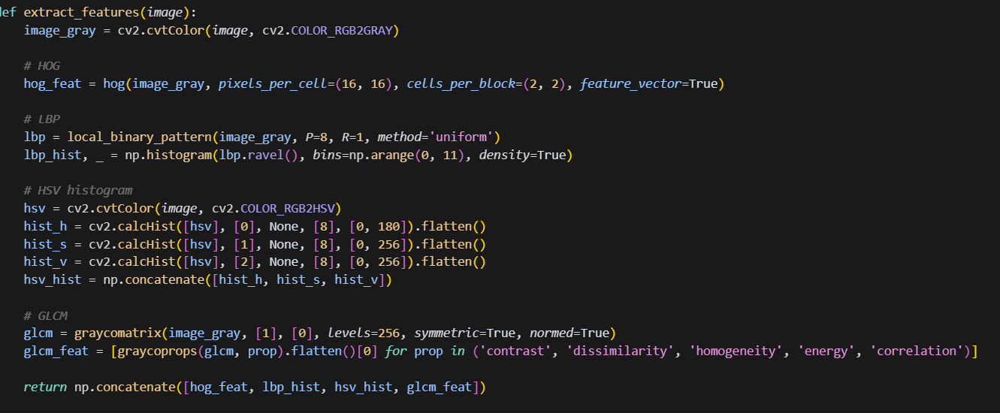 def extract_features(image):
    image_gray = cv2.cvtColor(image, cv2.COLOR_RGB2GRAY)

    # HOG
    hog_feat = hog(image_gray, pixels_per_cell=(16, 16), cells_per_block=(2, 2), feature_vector=True)

    # LBP
    lbp = local_binary_pattern(image_gray, P=8, R=1, method='uniform')
    lbp_hist, _ = np.histogram(lbp.ravel(), bins=np.arange(0, 11), density=True)

    # HSV histogram
    hsv = cv2.cvtColor(image, cv2.COLOR_RGB2HSV)
    hist_h = cv2.calcHist([hsv], [0], None, [8], [0, 180]).flatten()
    hist_s = cv2.calcHist([hsv], [1], None, [8], [0, 256]).flatten()
    hist_v = cv2.calcHist([hsv], [2], None, [8], [0, 256]).flatten()
    hsv_hist = np.concatenate([hist_h, hist_s, hist_v])

    # GLCM
    glcm = graycomatrix(image_gray, [1], [0], levels=256, symmetric=True, normed=True)
    glcm_feat = [graycoprops(glcm, prop).flatten()[0] for prop in ('contrast', 'dissimilarity', 'homogeneity', 'energy', 'correlation')]

    return np.concatenate([hog_feat, lbp_hist, hsv_hist, glcm_feat])